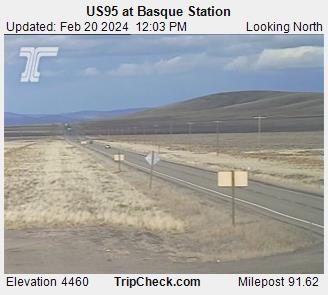 US95 at Basque Station
Updated: Feb 20 2024 12:03 PM Looking North
Elevation 4460 TripCheck.com Milepost 91.62